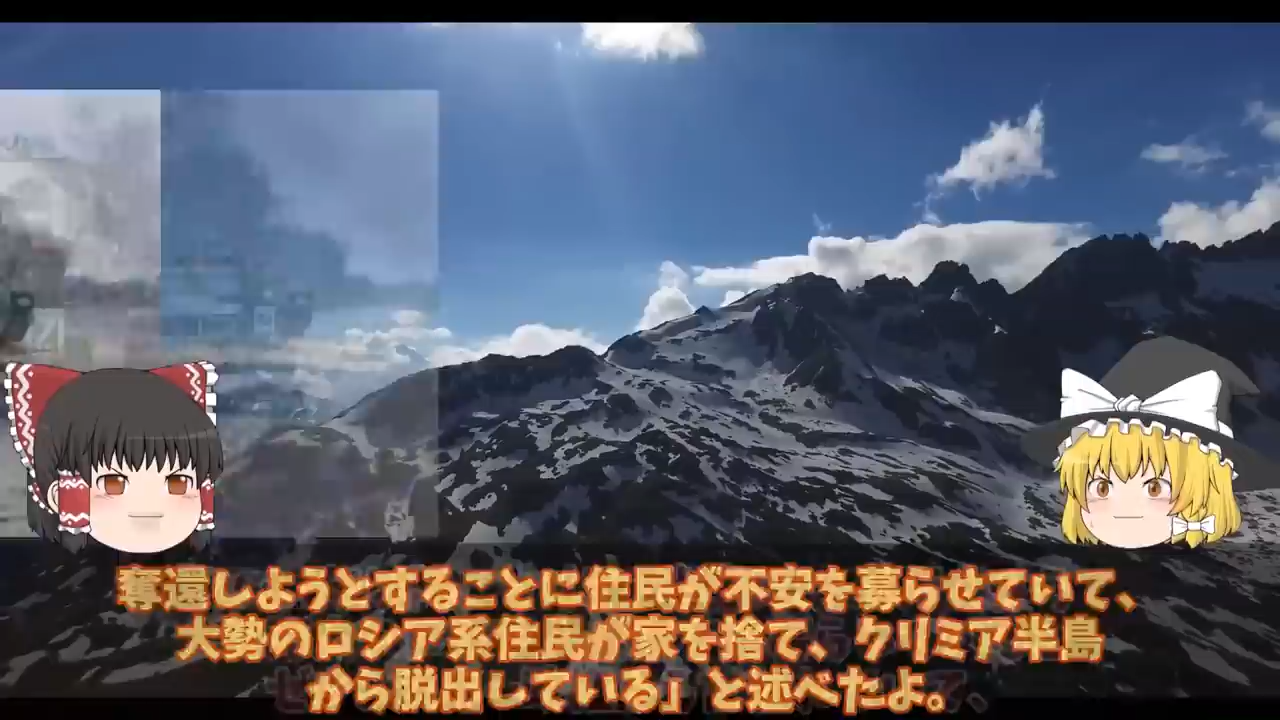 奪還しようとすることに住民が不安を募らせていて、
大勢のロシア系住民が家を捨て、クリミア半島
から脱出している」と述べたよ。